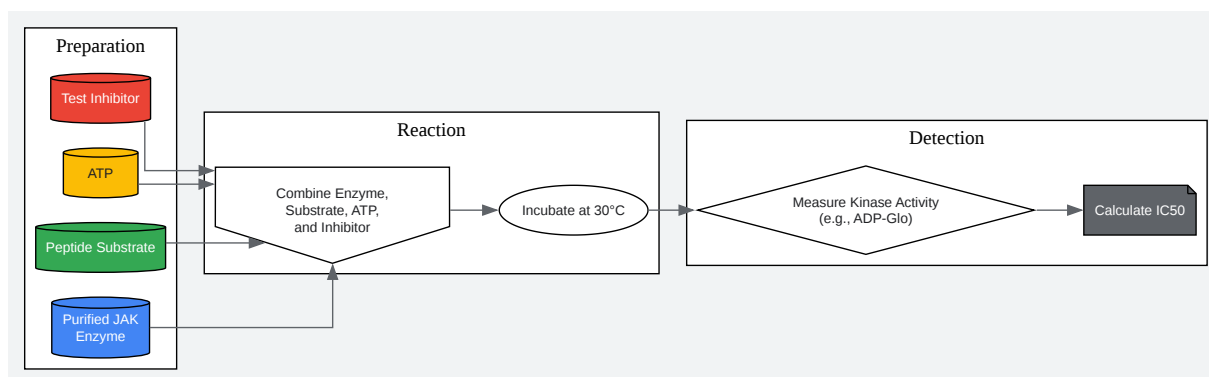 Preparation
Test Inhibitor
ATP
Peptide Substrate
Purified JAK
Enzyme
Reaction
Combine Enzyme,
Substrate, ATP,
and Inhibitor
Incubate at 30°C
Detection
Measure Kinase Activity
(e.g., ADP-Glo)
Calculate IC50